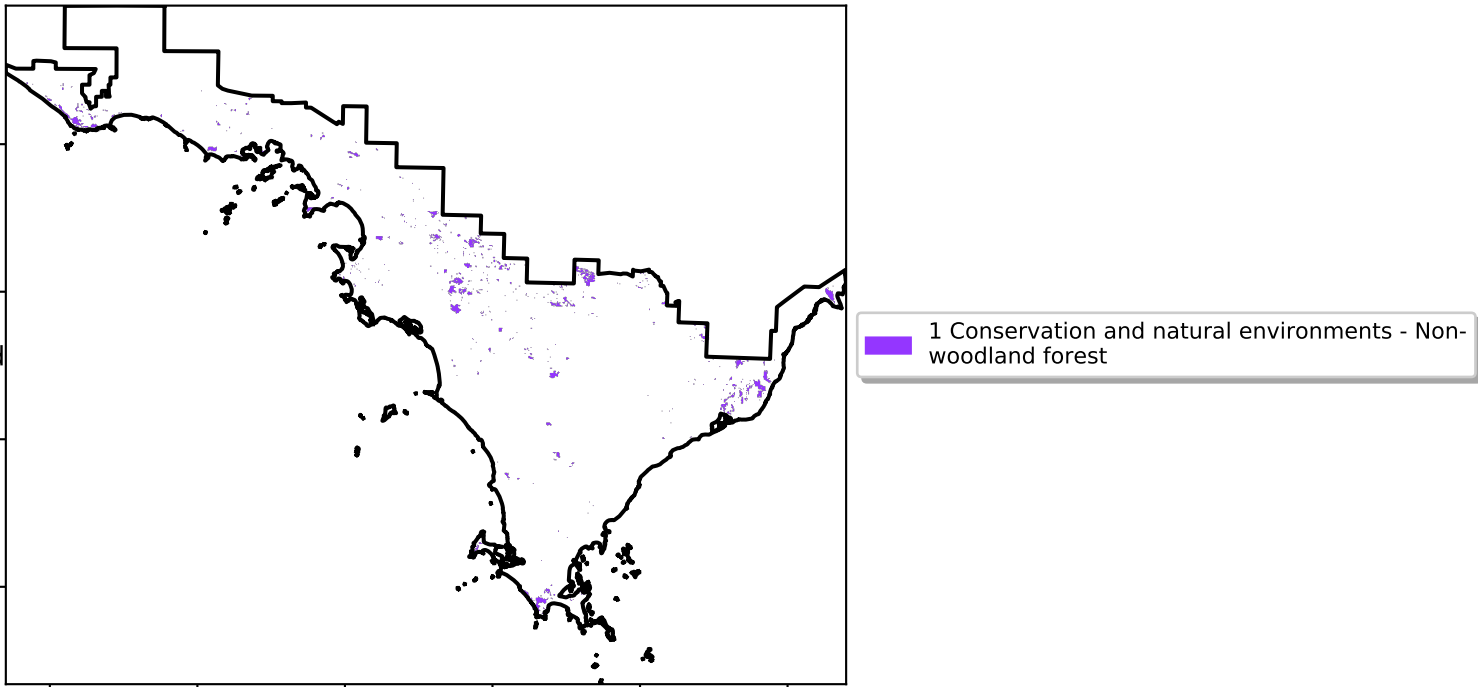 1 Conservation and natural environments - Non-
woodland forest